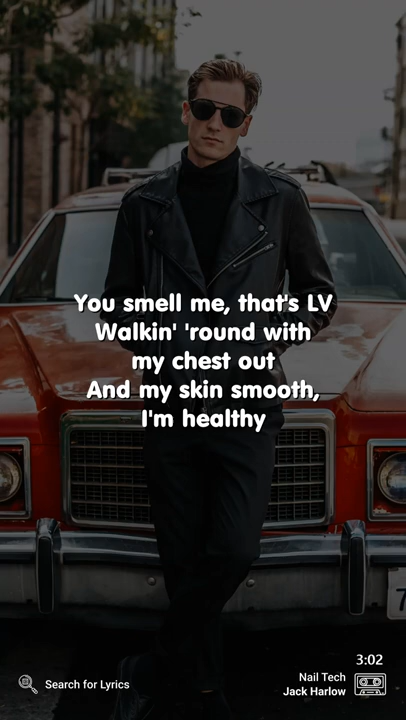 You smell me, that's LV
Walkin' 'round with
my chest out
And my skin smooth,
I'm healthy
3:02
Nail Tech
Search for Lyrics
Jack Harlow
7